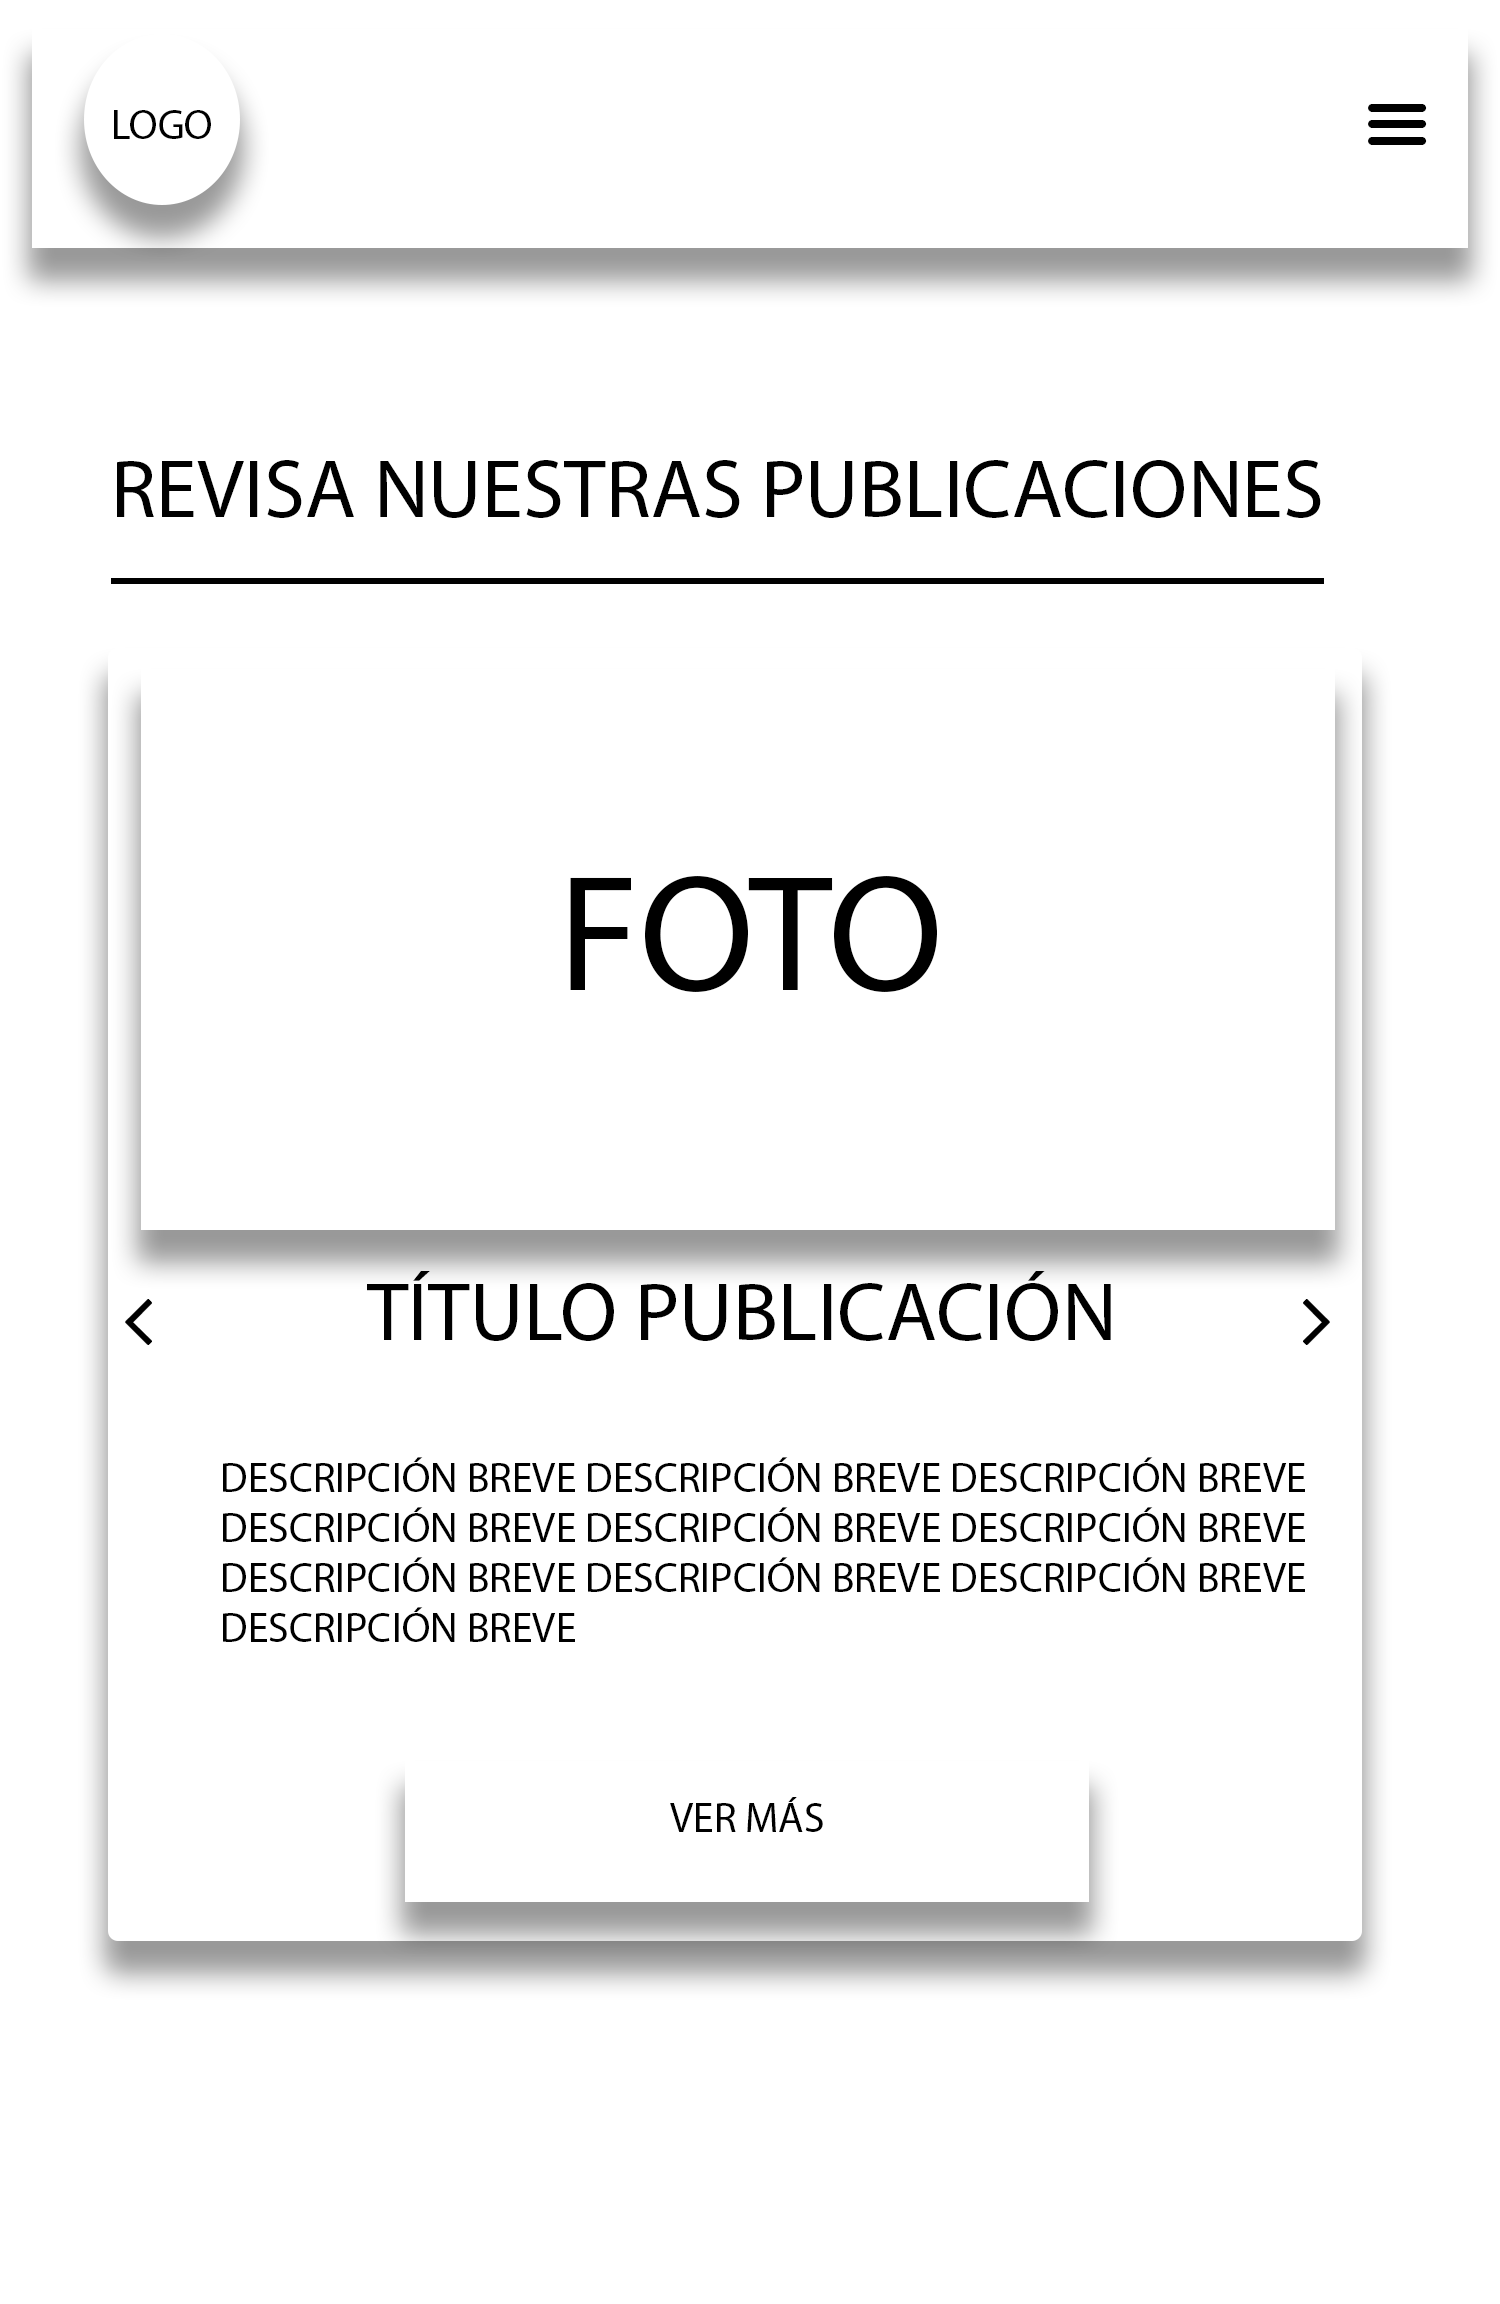 LOGO
REVISA NUESTRAS PUBLICACIONES
FOTO
TÍTULO PUBLICACIÓN
DESCRIPCIÓN BREVE DESCRIPCIÓN BREVE DESCRIPCIÓN BREVE
DESCRIPCIÓN BREVE DESCRIPCIÓN BREVE DESCRIPCIÓN BREVE
DESCRIPCIÓN BREVE DESCRIPCIÓN BREVE DESCRIPCIÓN BREVE
DESCRIPCIÓN BREVE
VER MÁS